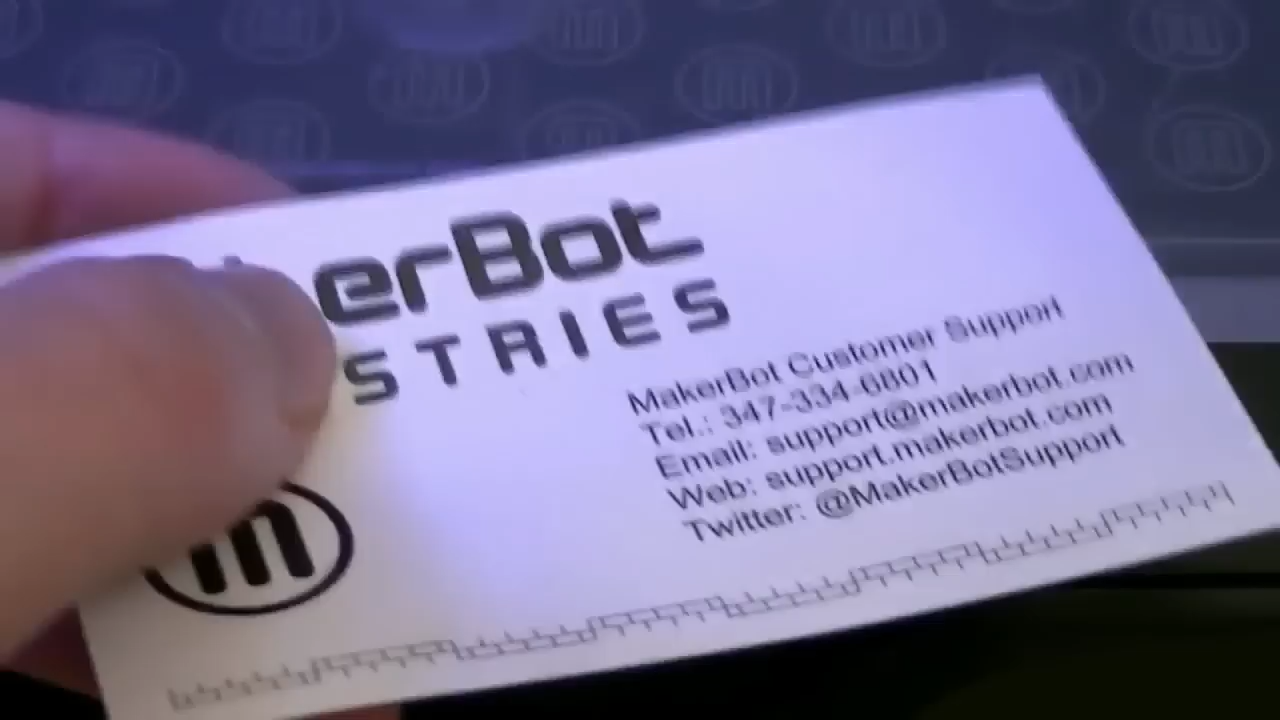 erBot
STRIES
MakerBot Customer Support
Tel.: 347-334-6801
Email: support@makerbot.com
Web: support.makerbot.com
Twitter: @MakerBotSupport